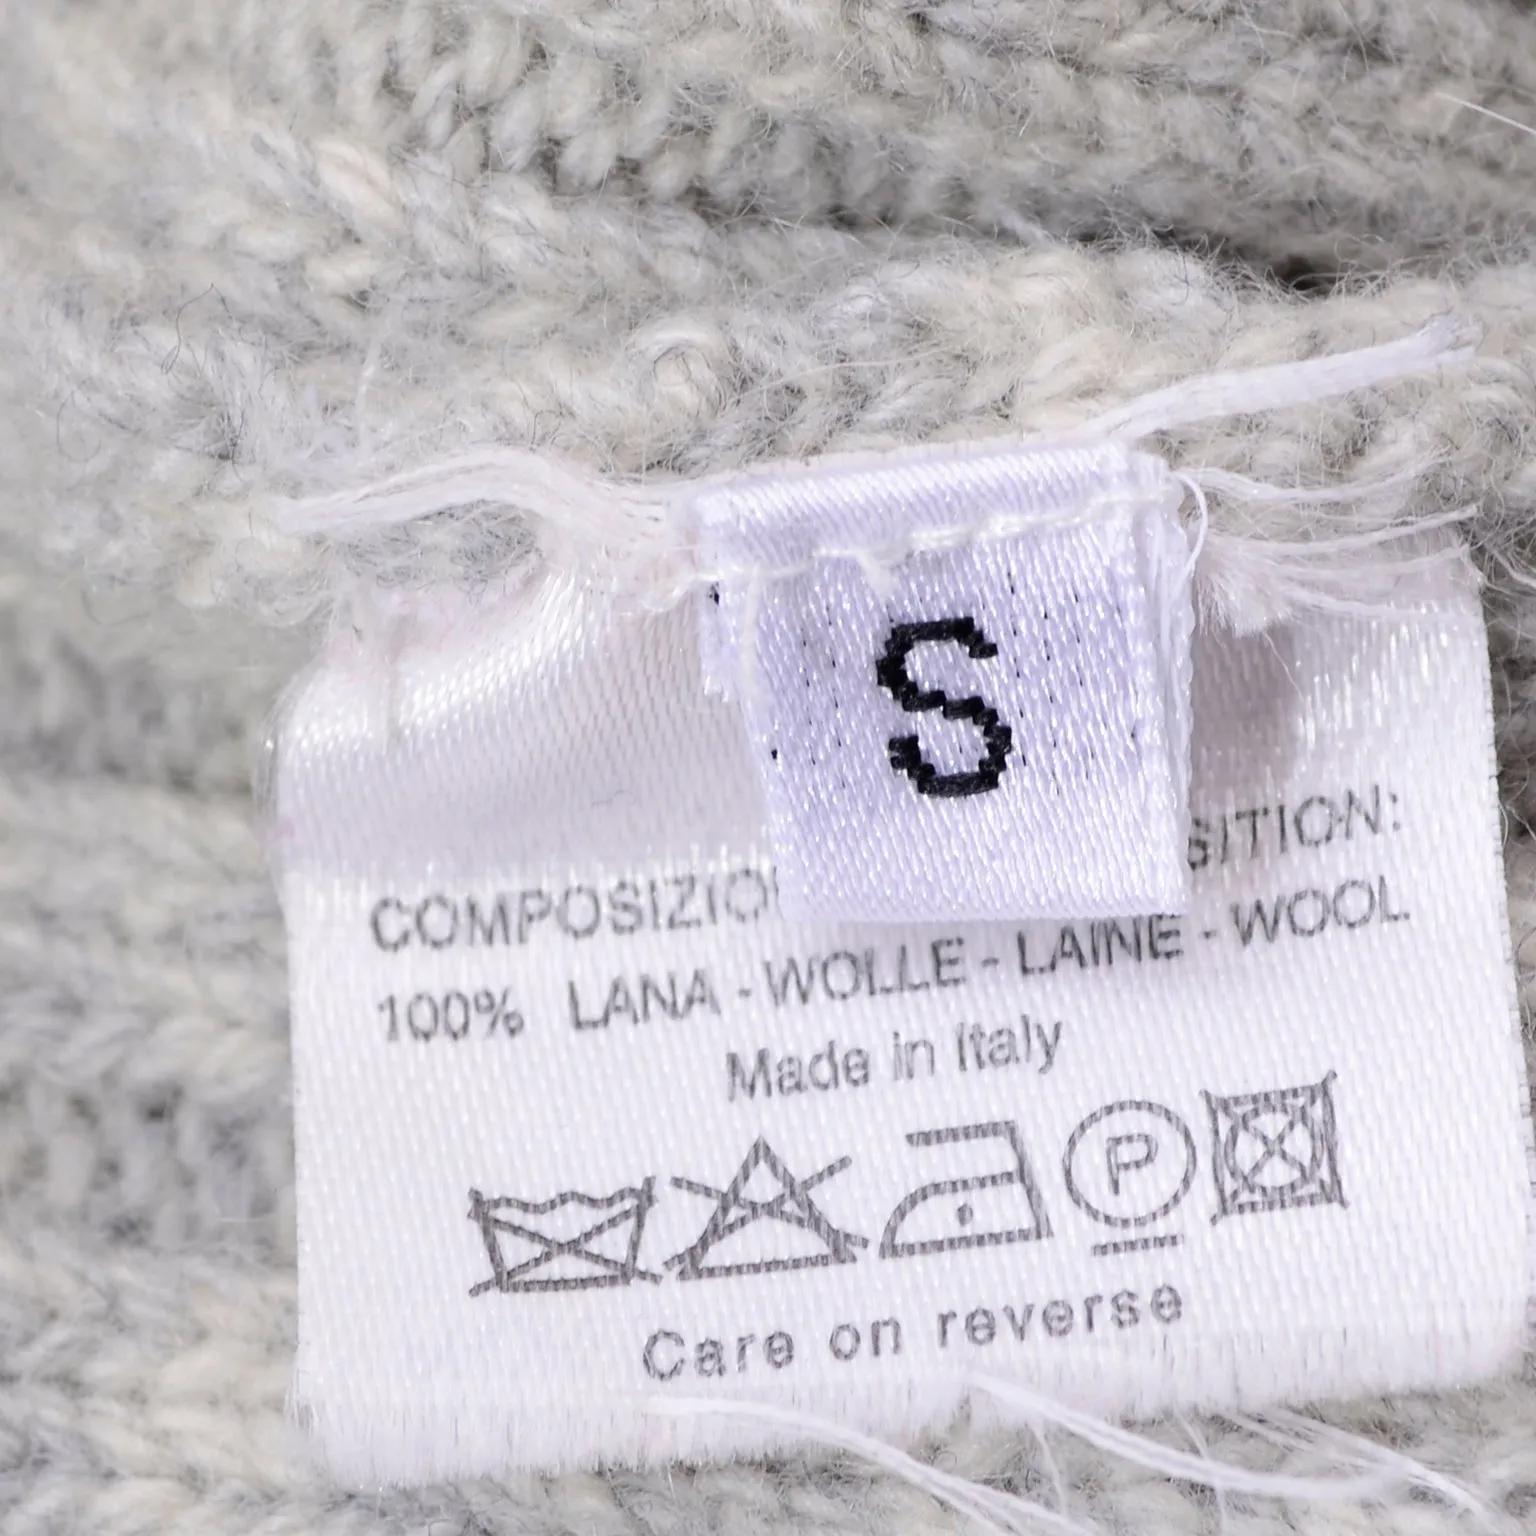 S
COMPOSIZIO SITION:
100% LANA - WOLLE - LAINE - WOOL
Made in Italy
P
Care on reverse